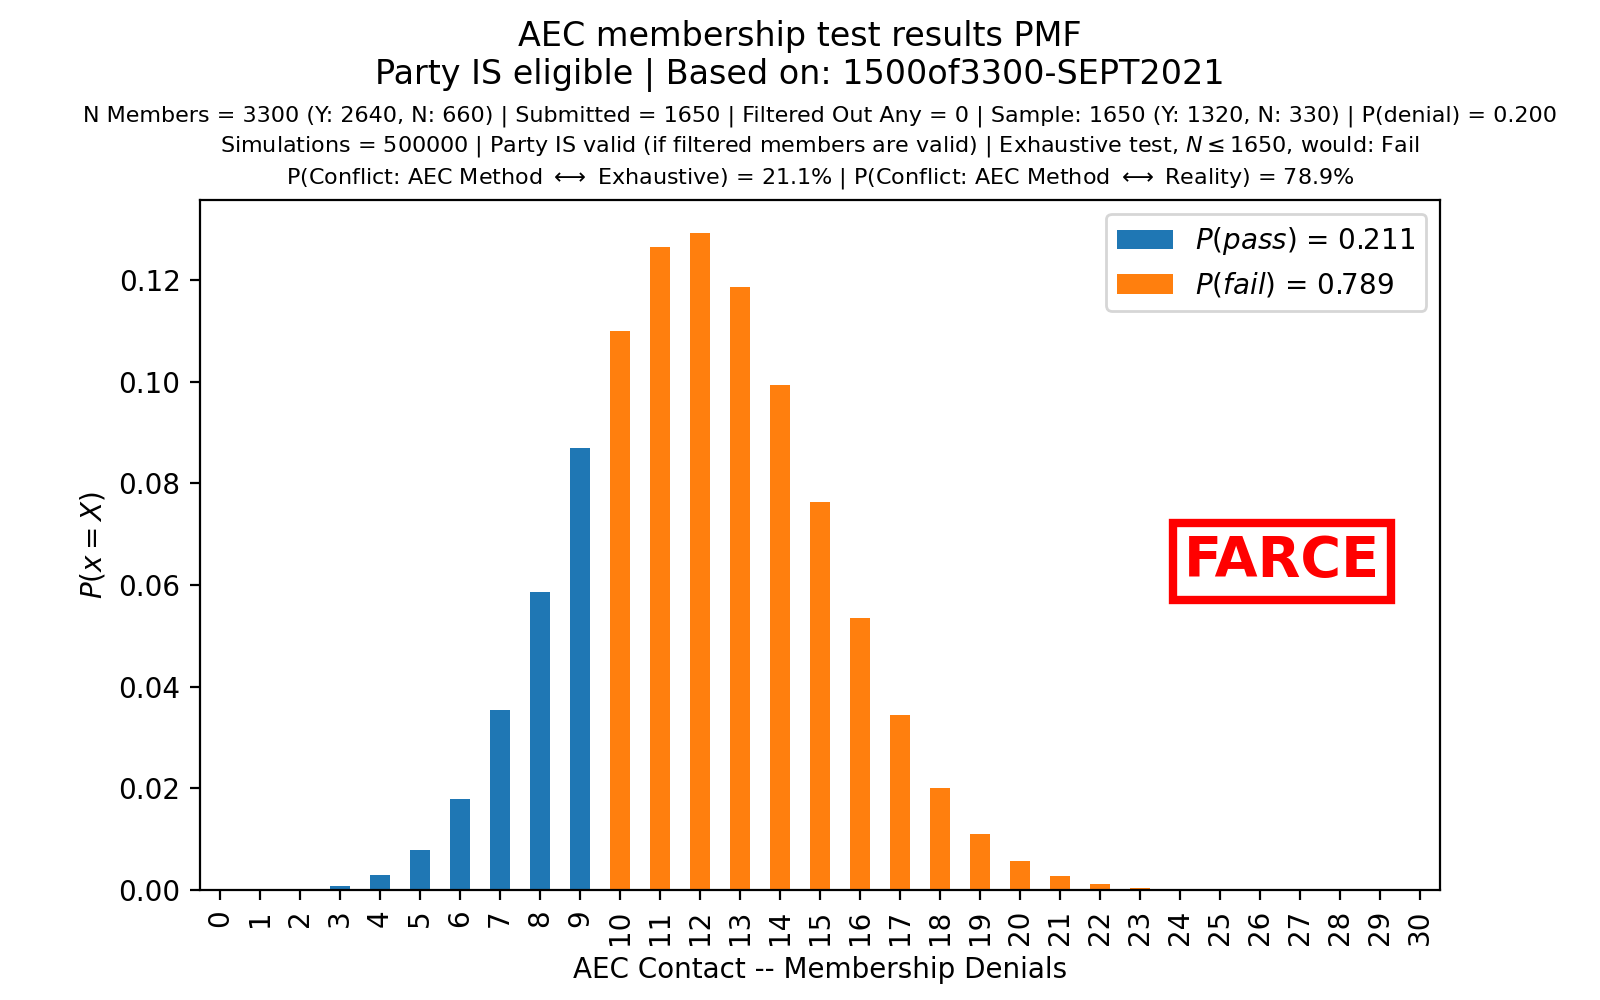 AEC membership test results PMF
Party IS eligible | Based on: 1500of3300-SEPT2021
N Members = 3300 (Y: 2640, N: 660) | Submitted = 1650 | Filtered Out Any = 0 | Sample: 1650 (Y: 1320, N: 330) | P(denial) = 0.200
Simulations = 500000 | Party IS valid (if filtered members are valid) | Exhaustive test, N ≤ 1650, would: Fail
P(Conflict: AEC Method ⟷ Exhaustive) = 21.1% | P(Conflict: AEC Method ⟷ Reality) = 78.9%
P(pass) = 0.211
P(fail) = 0.789
0.12
0.10
0.08
0.06
0.04
0.02
0.00
P(x = X)
FARCE
0 1 2 3 4 5 6 7 8 9 10 11 12 13 14 15 16 17 18 19 20 21 22 23 24 25 26 27 28 29 30
AEC Contact -- Membership Denials